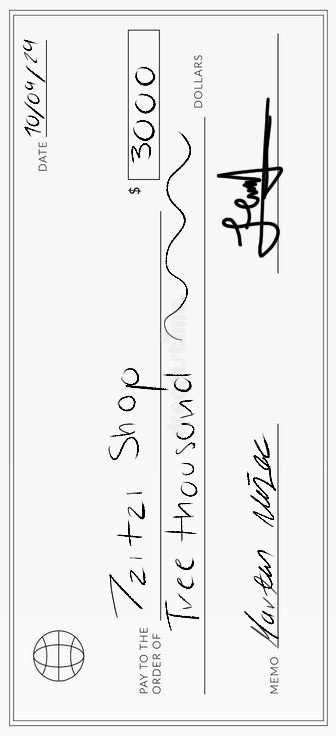 DATE 10/09/24
PAY TO THE ORDER OF Tzitzi Shop $ 3000
Tree thousand DOLLARS
MEMO